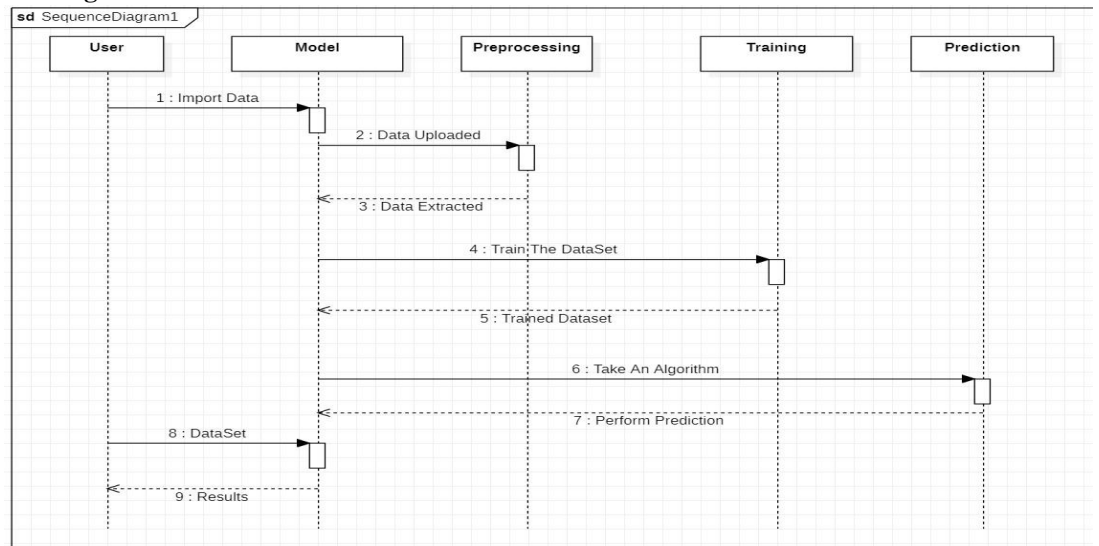 sd SequenceDiagram1
User Model Preprocessing Training Prediction
1 : Import Data
2 : Data Uploaded
3 : Data Extracted
4 : Train The DataSet
5 : Trained Dataset
6 : Take An Algorithm
7 : Perform Prediction
8 : DataSet
9 : Results